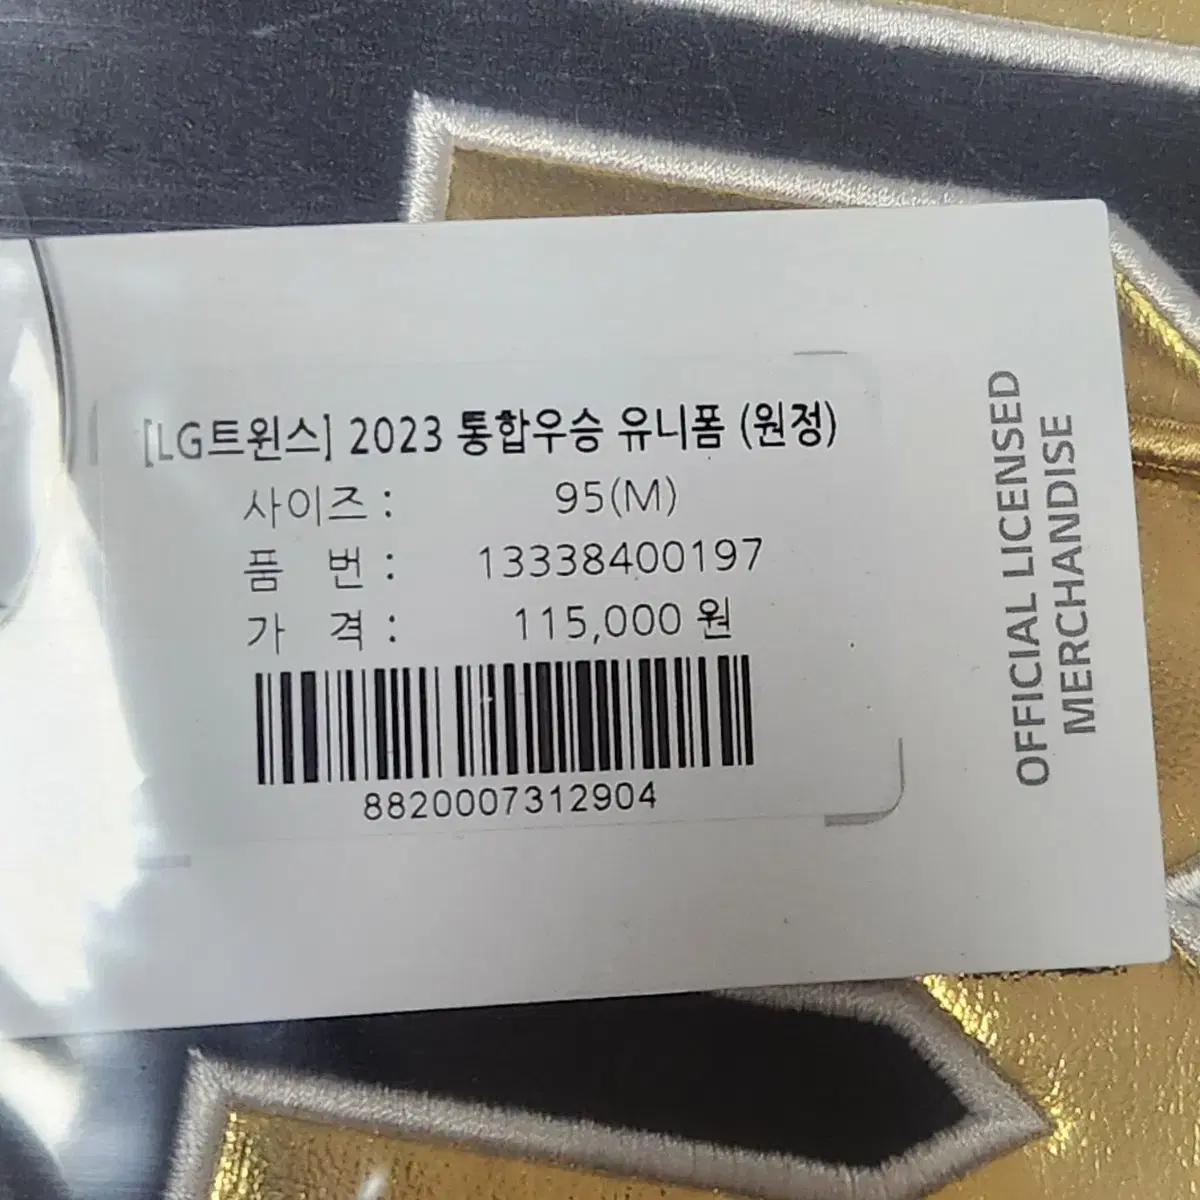 [LG트윈스] 2023 통합우승 유니폼 (원정)
사이즈 : 95(M)
품 번 : 13338400197
가 격 : 115,000 원
8820007312904
OFFICIAL LICENSED
MERCHANDISE